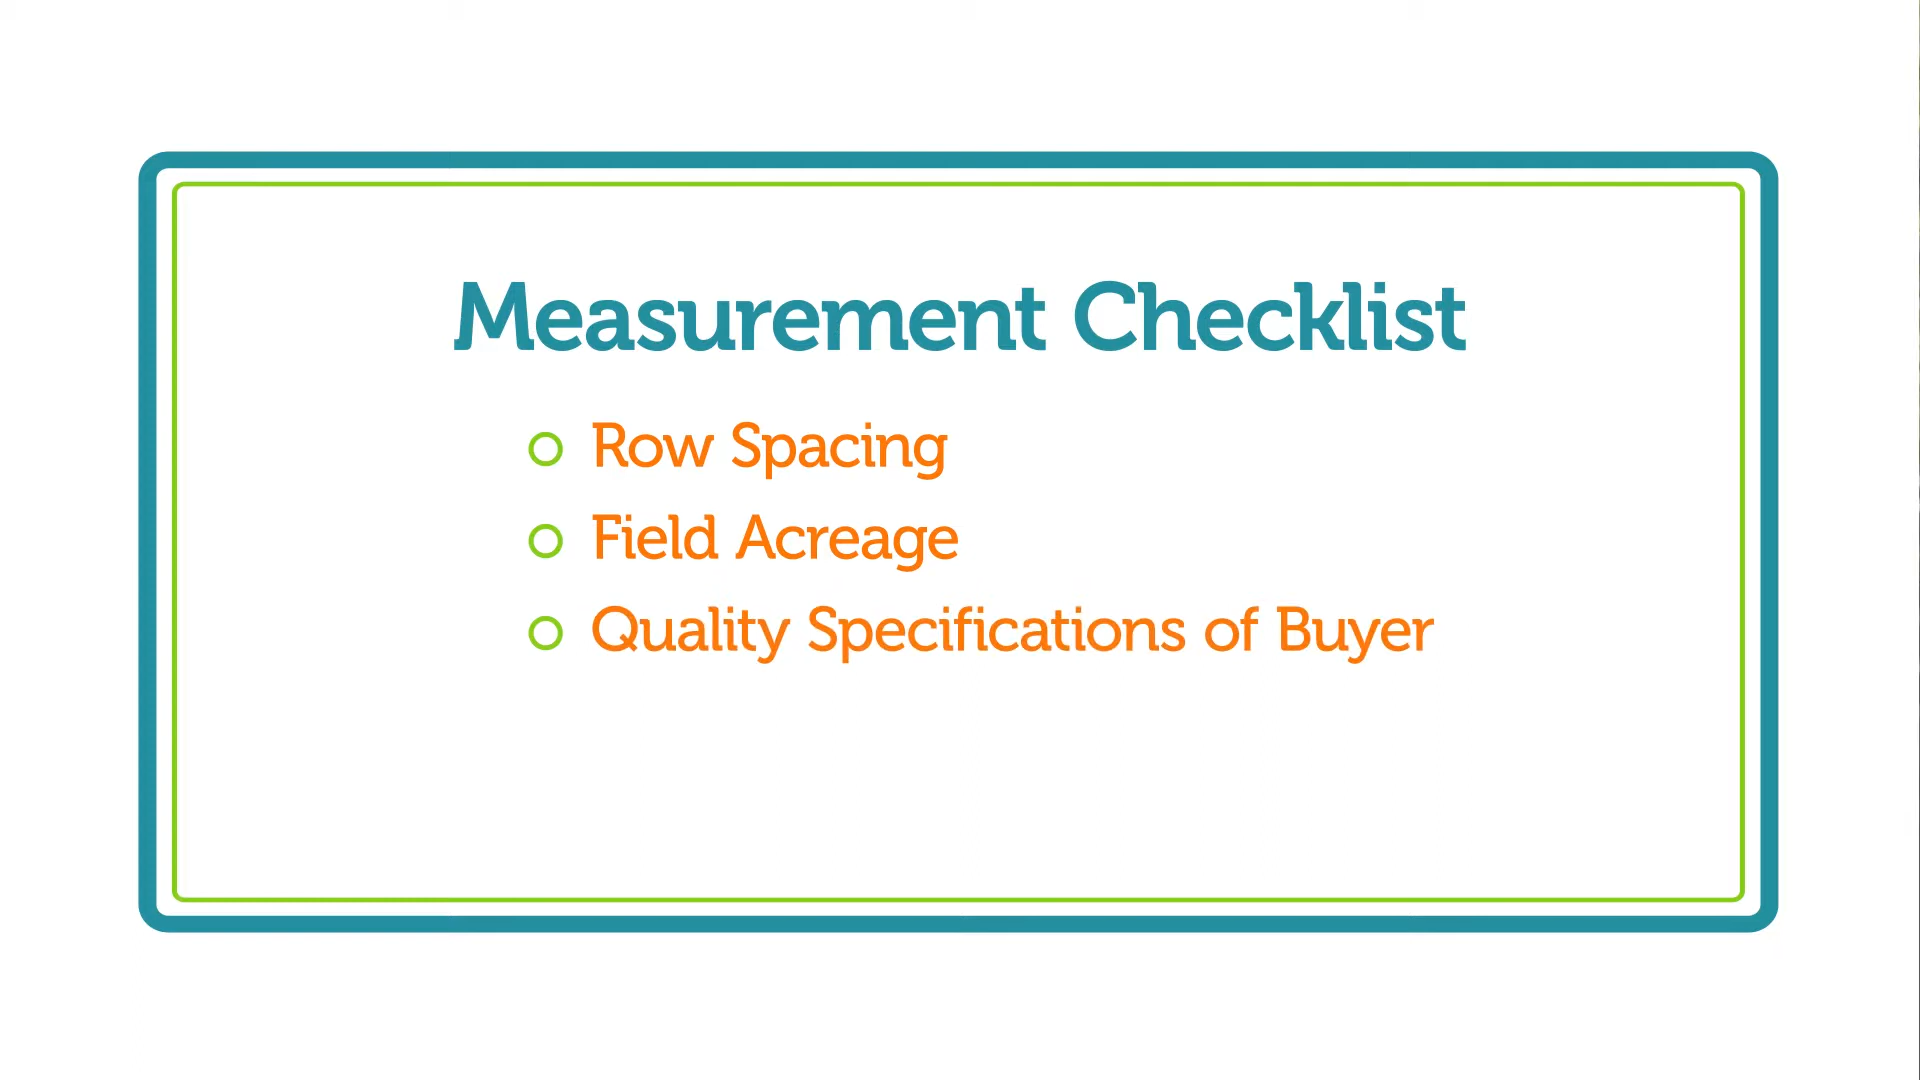 Measurement Checklist
Row Spacing
Field Acreage
Quality Specifications of Buyer